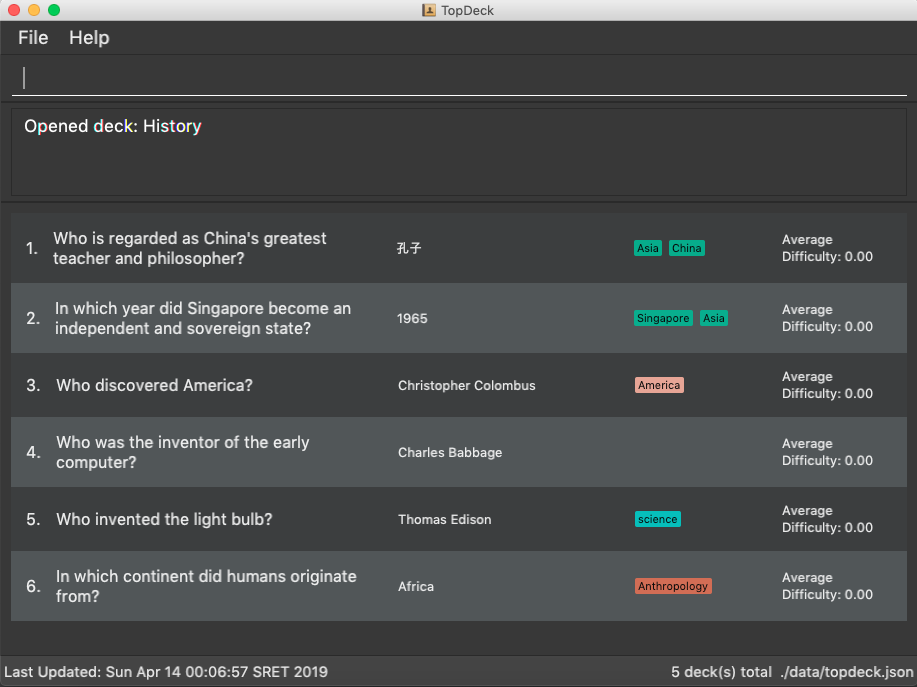 TopDeck
File Help
Opened deck: History
1. Who is regarded as China's greatest
teacher and philosopher?
孔子
Asia China
Average
Difficulty: 0.00
2. In which year did Singapore become an
independent and sovereign state?
1965
Singapore Asia
Average
Difficulty: 0.00
3. Who discovered America?
Christopher Colombus
America
Average
Difficulty: 0.00
4. Who was the inventor of the early
computer?
Charles Babbage
Average
Difficulty: 0.00
5. Who invented the light bulb?
Thomas Edison
science
Average
Difficulty: 0.00
6. In which continent did humans originate
from?
Africa
Anthropology
Average
Difficulty: 0.00
Last Updated: Sun Apr 14 00:06:57 SRET 2019
5 deck(s) total ./data/topdeck.json